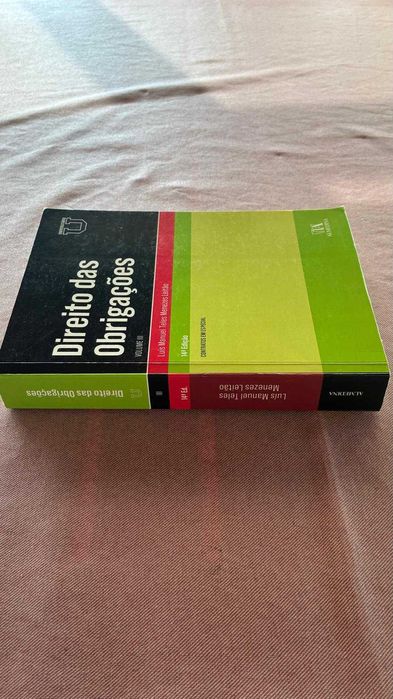 Direito das
Obrigações
VOLUME III
Luís Manuel Teles Menezes Leitão
14ª Edição
CONTRATOS EM ESPECIAL
ALMEDINA
Direito das Obrigações
III
14ª Ed.
Luís Manuel Teles
Menezes Leitão
ALMEDINA